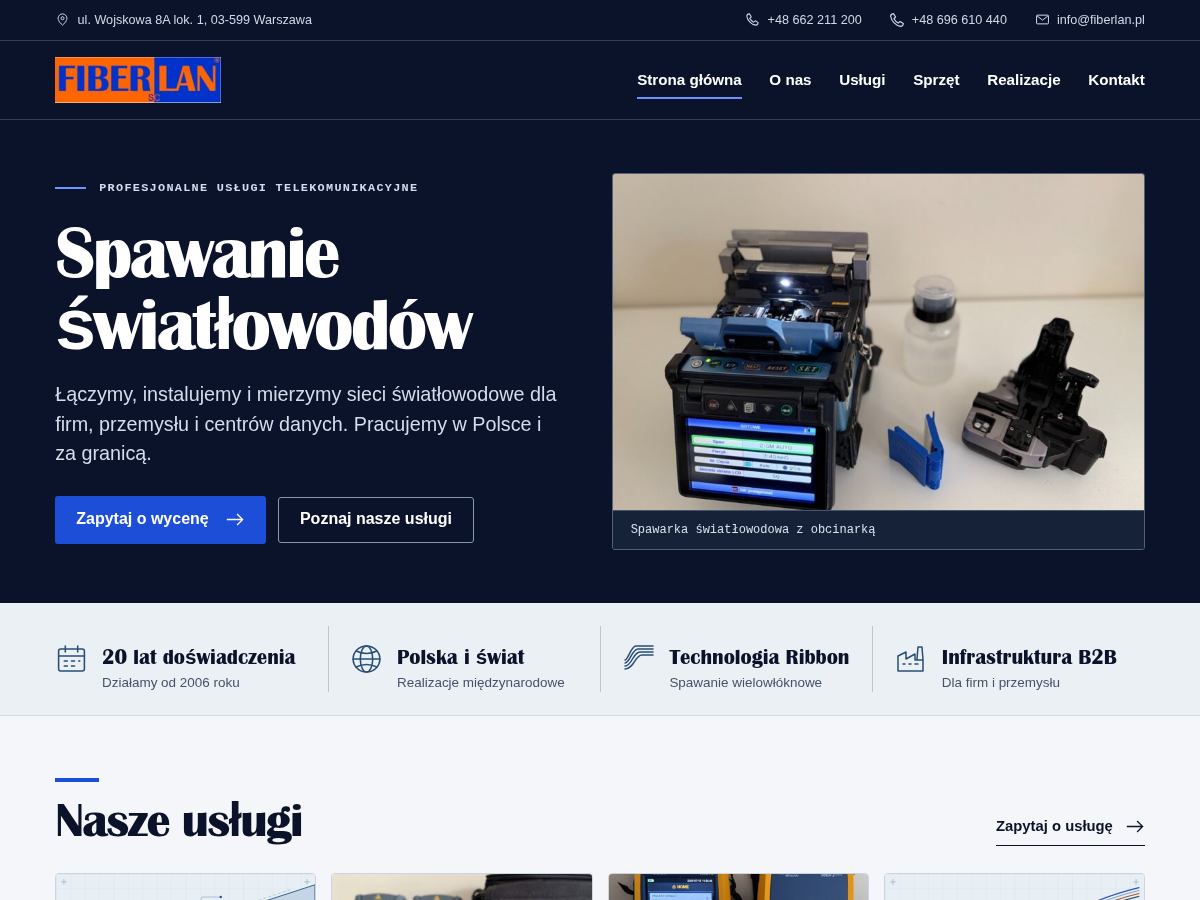 ul. Wojskowa 8A lok. 1, 03-599 Warszawa
+48 662 211 200
+48 696 610 440
info@fiberlan.pl
FIBERLAN
SC
Strona główna
O nas
Usługi
Sprzęt
Realizacje
Kontakt
PROFESJONALNE USŁUGI TELEKOMUNIKACYJNE
Spawanie
światłowodów
Łączymy, instalujemy i mierzymy sieci światłowodowe dla
firm, przemysłu i centrów danych. Pracujemy w Polsce i
za granicą.
Zapytaj o wycenę
Poznaj nasze usługi
RESET
SET
Spawarka światłowodowa z obcinarką
20 lat doświadczenia
Działamy od 2006 roku
Polska i świat
Realizacje międzynarodowe
Technologia Ribbon
Spawanie wielowłóknowe
Infrastruktura B2B
Dla firm i przemysłu
Nasze usługi
Zapytaj o usługę
HOME